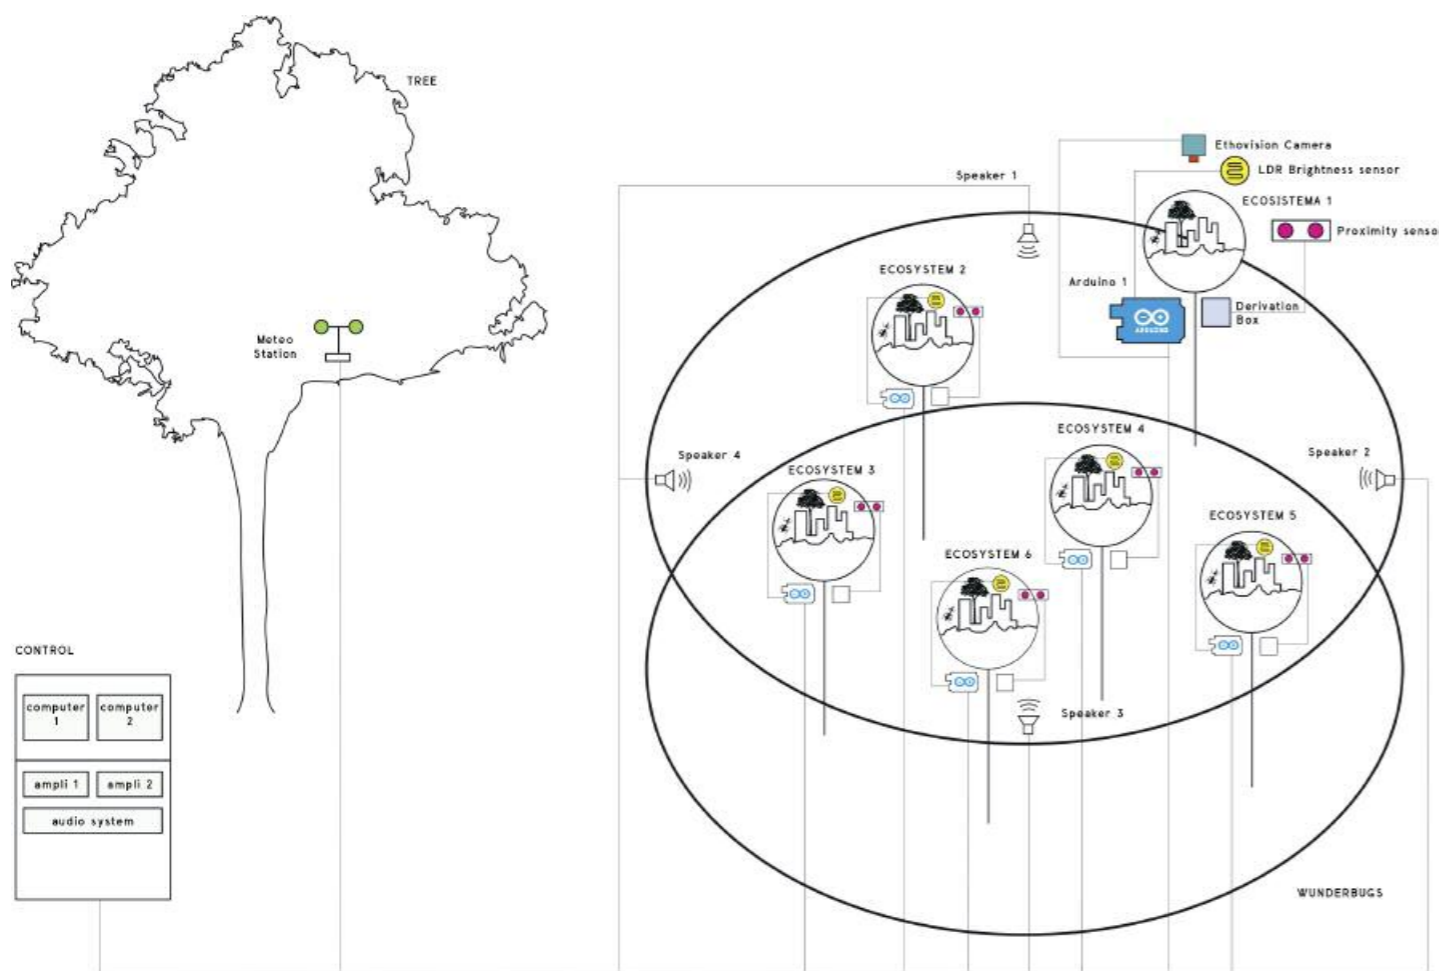 TREE
Ethovision Camera
Speaker 1
LDR Brightness sensor
ECOSISTEMA 1
Proximity senso
ECOSYSTEM 2
Arduino 1
Derivation
Box
ARDUINO
Meteo
Station
ECOSYSTEM 4
Speaker 4
Speaker 2
ECOSYSTEM 3
ECOSYSTEM 5
ECOSYSTEM 6
CONTROL
computer
1
computer
2
Speaker 3
ampli 1
ampli 2
audio system
WUNDERBUGS